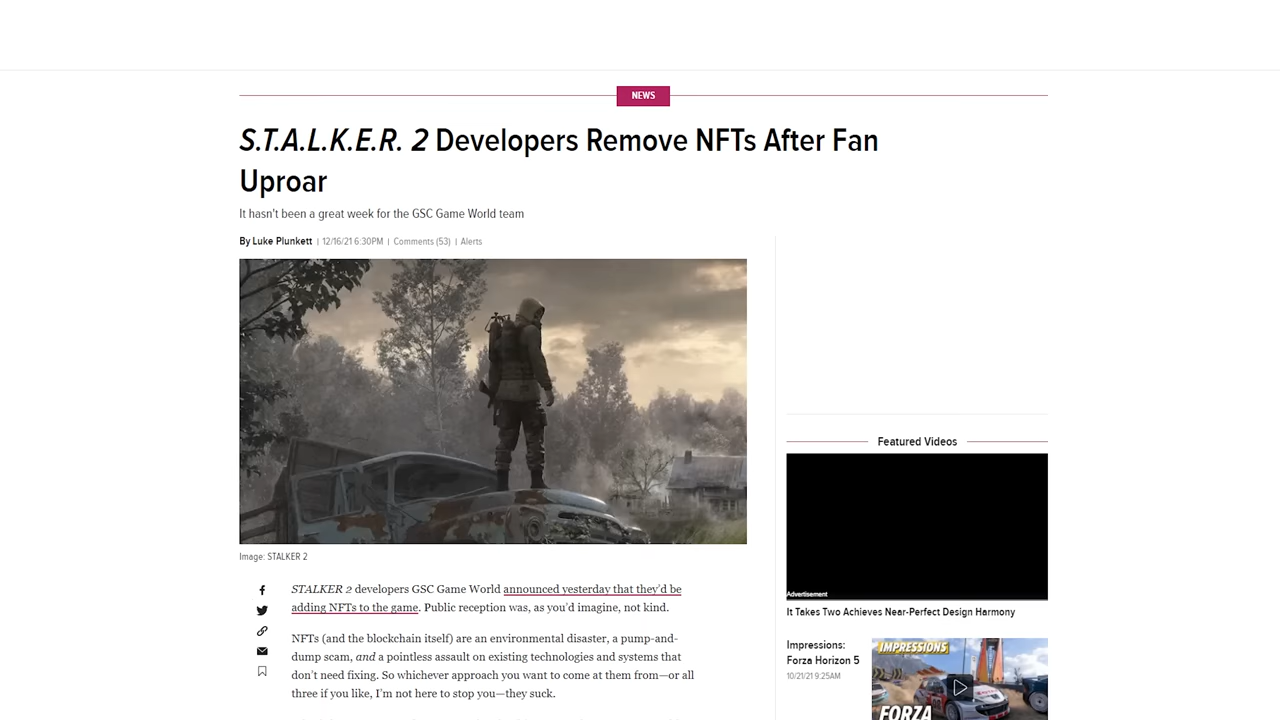 NEWS
S.T.A.L.K.E.R. 2 Developers Remove NFTs After Fan
Uproar
It hasn't been a great week for the GSC Game World team
By Luke Plunkett | 12/16/21 6:30PM | Comments (53) | Alerts
Image: STALKER 2
STALKER 2 developers GSC Game World announced yesterday that they'd be
adding NFTs to the game. Public reception was, as you'd imagine, not kind.
NFTs (and the blockchain itself) are an environmental disaster, a pump-and-
dump scam, and a pointless assault on existing technologies and systems that
don't need fixing. So whichever approach you want to come at them from—or all
three if you like, I'm not here to stop you—they suck.
Featured Videos
Advertisement
It Takes Two Achieves Near-Perfect Design Harmony
Impressions:
Forza Horizon 5
10/21/21 9:25AM
IMPRESSIONS
FORZA